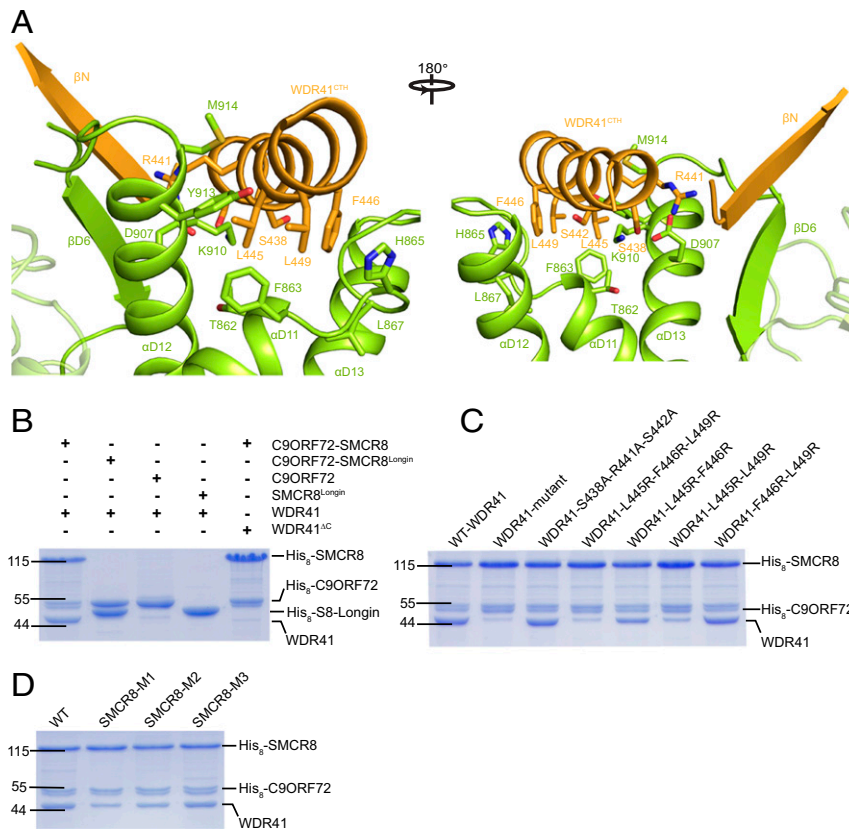 A
βN
M914
WDR41CTH
R441
Y913
F446
βD6
D907
K910
S438
L445
L449
H865
F863
T862
αD11
L867
αD12
αD13
180°
WDR41CTH
M914
βN
R441
F446
H865
L449
S442
L445
K910
S438
D907
βD6
F863
L867
T862
αD12
αD11
αD13
B
+ - - - + C9ORF72-SMCR8
- + - - - C9ORF72-SMCR8Longin
- - + - - C9ORF72
- - - + - SMCR8Longin
+ + + + - WDR41
- - - - + WDR41ΔC
115
55
44
His8-SMCR8
His8-C9ORF72
His8-S8-Longin
WDR41
C
WT-WDR41
WDR41-mutant
WDR41-S438A-R441A-S442A
WDR41-L445R-F446R-L449R
WDR41-L445R-F446R
WDR41-L445R-L449R
WDR41-F446R-L449R
115
55
44
His8-SMCR8
His8-C9ORF72
WDR41
D
WT
SMCR8-M1
SMCR8-M2
SMCR8-M3
115
55
44
His8-SMCR8
His8-C9ORF72
WDR41